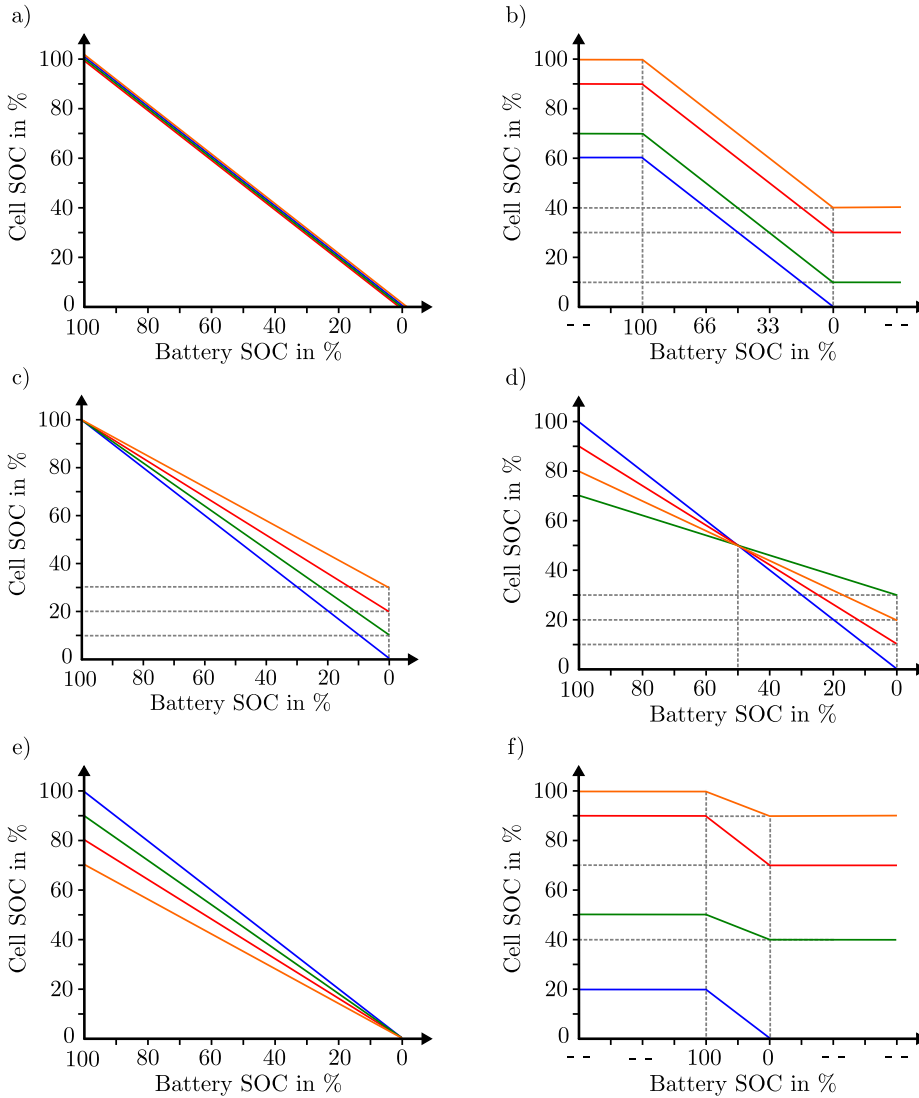 a)
100
80
60
40
20
0
Cell SOC in %
100 80 60 40 20 0
Battery SOC in %
b)
100
80
60
40
20
0
Cell SOC in %
- - 100 66 33 0 - -
Battery SOC in %
c)
100
80
60
40
20
0
Cell SOC in %
100 80 60 40 20 0
Battery SOC in %
d)
100
80
60
40
20
0
Cell SOC in %
100 80 60 40 20 0
Battery SOC in %
e)
100
80
60
40
20
0
Cell SOC in %
100 80 60 40 20 0
Battery SOC in %
f)
100
80
60
40
20
0
Cell SOC in %
- - - - 100 0 - - - -
Battery SOC in %